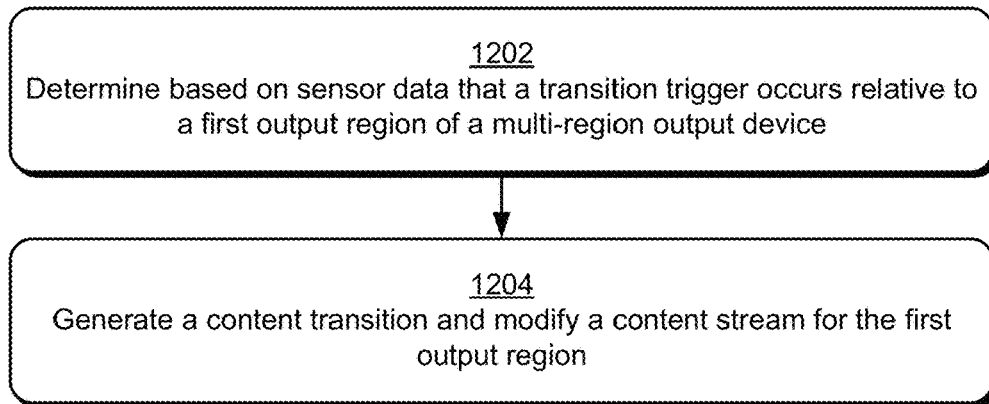 1202
Determine based on sensor data that a transition trigger occurs relative to
a first output region of a multi-region output device
1204
Generate a content transition and modify a content stream for the first
output region